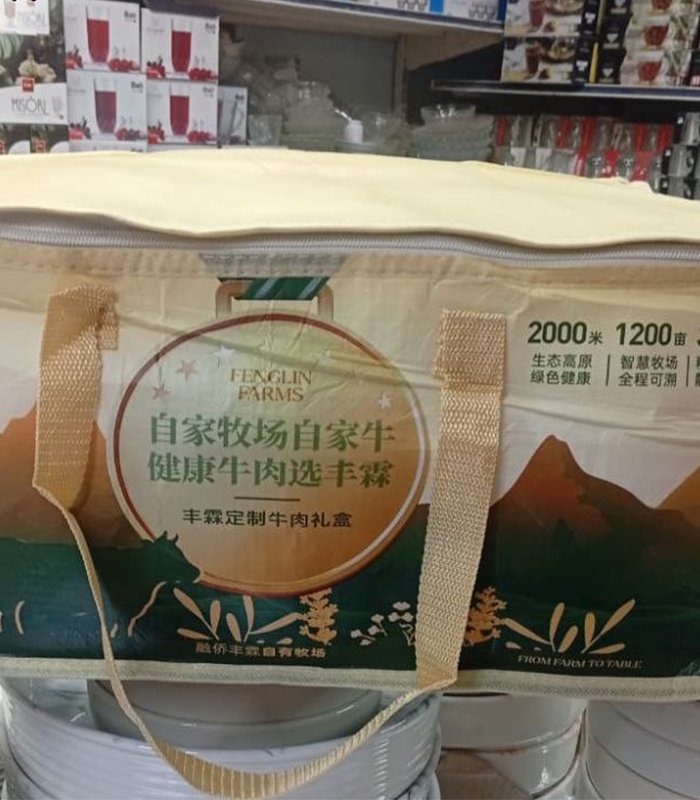 MISORI
FENGLIN
FARMS
自家牧场自家牛
健康牛肉选丰霖
丰霖定制牛肉礼盒
2000米
生态高原
绿色健康
1200亩
智慧牧场
全程可溯
融侨丰霖自有牧场
FROM FARM TO TABLE